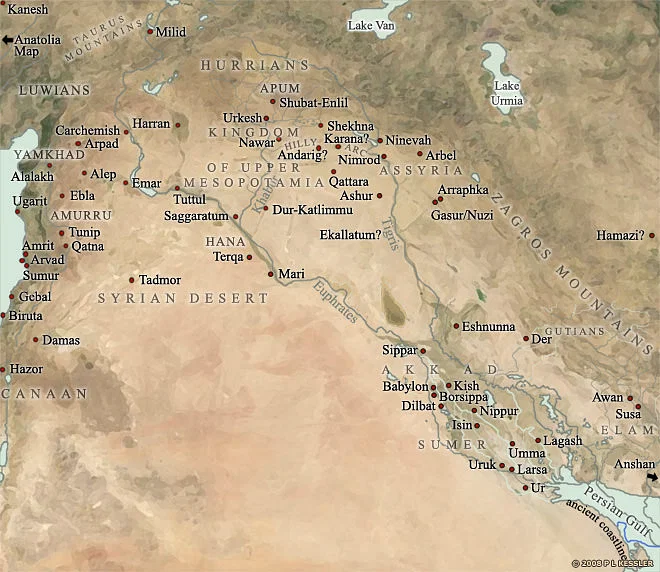 Kanesh
Anatolia
Map
TAURUS
MOUNTAINS
Milid
Lake Van
Lake
Urmia
HURRIANS
LUWIANS
APUM
Shubat-Enlil
Urkesh
Shekhna
Harran
Carchemish
Arpad
KINGDOM
Nawar
HILLY ARC
Karana?
Ninevah
Andarig?
Nimrod
Arbel
YAMKHAD
Alalakh
Alep
Emar
OF UPPER
MESOPOTAMIA
Qattara
ASSYRIA
Ebla
Tuttul
Khabur
Ashur
Arraphka
Gasur/Nuzi
Ugarit
AMURRU
Saggaratum
Dur-Katlimmu
Tunip
Ekallatum?
Tigris
Hamazi?
ZAGROS MOUNTAINS
Amrit
Qatna
HANA
Arvad
Terqa
Sumur
Mari
Tadmor
Gebal
SYRIAN DESERT
Euphrates
Biruta
Eshnunna
GUTIANS
Damas
Der
Sippar
Hazor
AKKAD
CANAAN
Babylon
Kish
Borsippa
Awan
Dilbat
Nippur
Susa
Isin
ELAM
SUMER
Lagash
Umma
Uruk
Larsa
Anshan
Ur
Persian Gulf
ancient coastline
© 2008 P L KESSLER